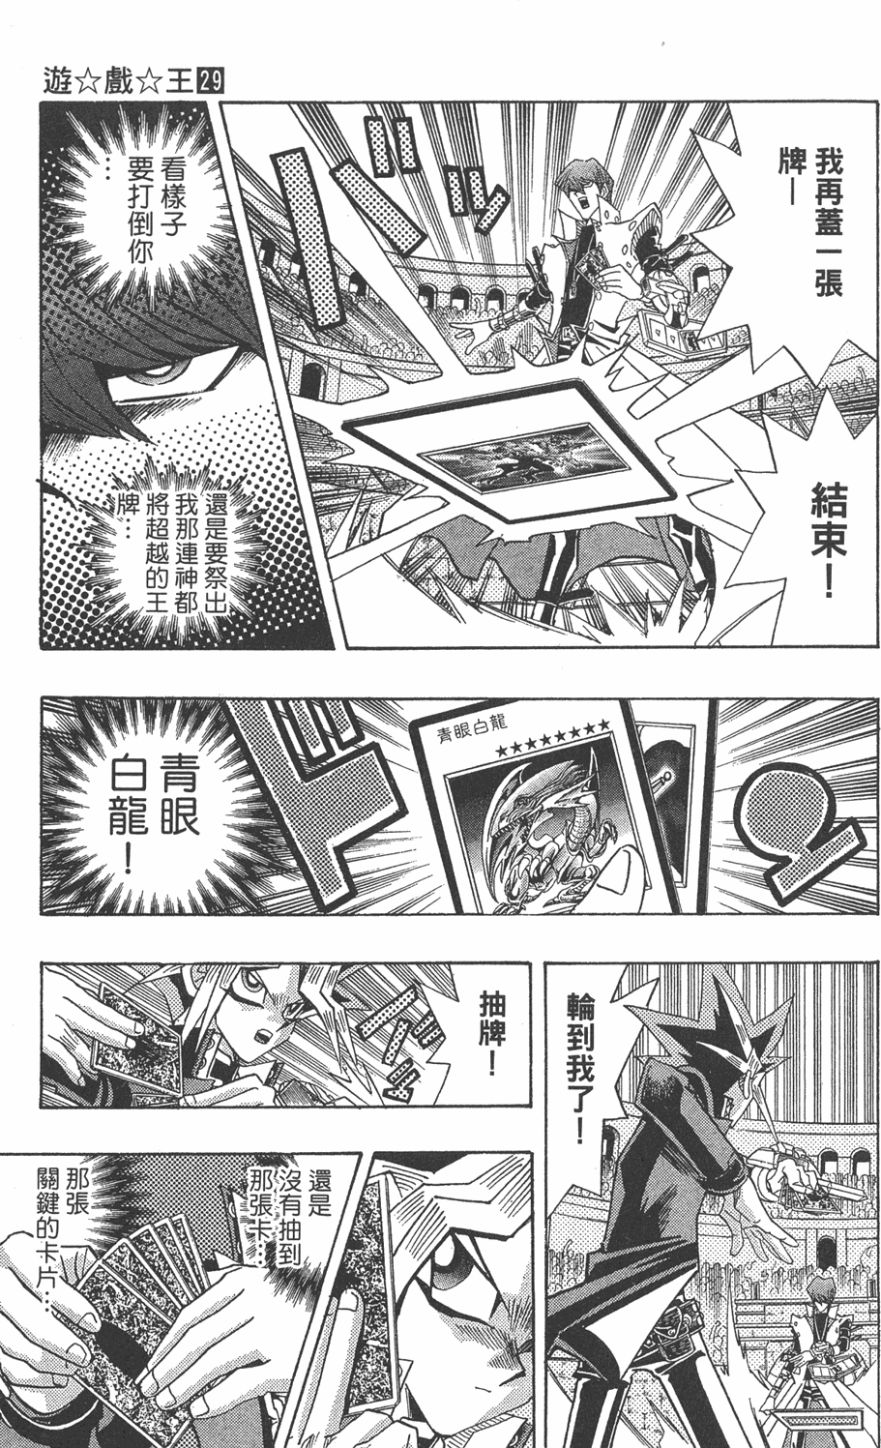 遊☆戲☆王29
我再蓋一張
牌—
結束！
看樣子
要打倒你
…
還是要祭出
我那連神都
將超越的王
牌…
青眼白龍
★★★★★★★★
青眼
白龍！
輪到我了！
抽牌！
還是
沒有抽到
那張卡…
那張
關鍵的卡片…